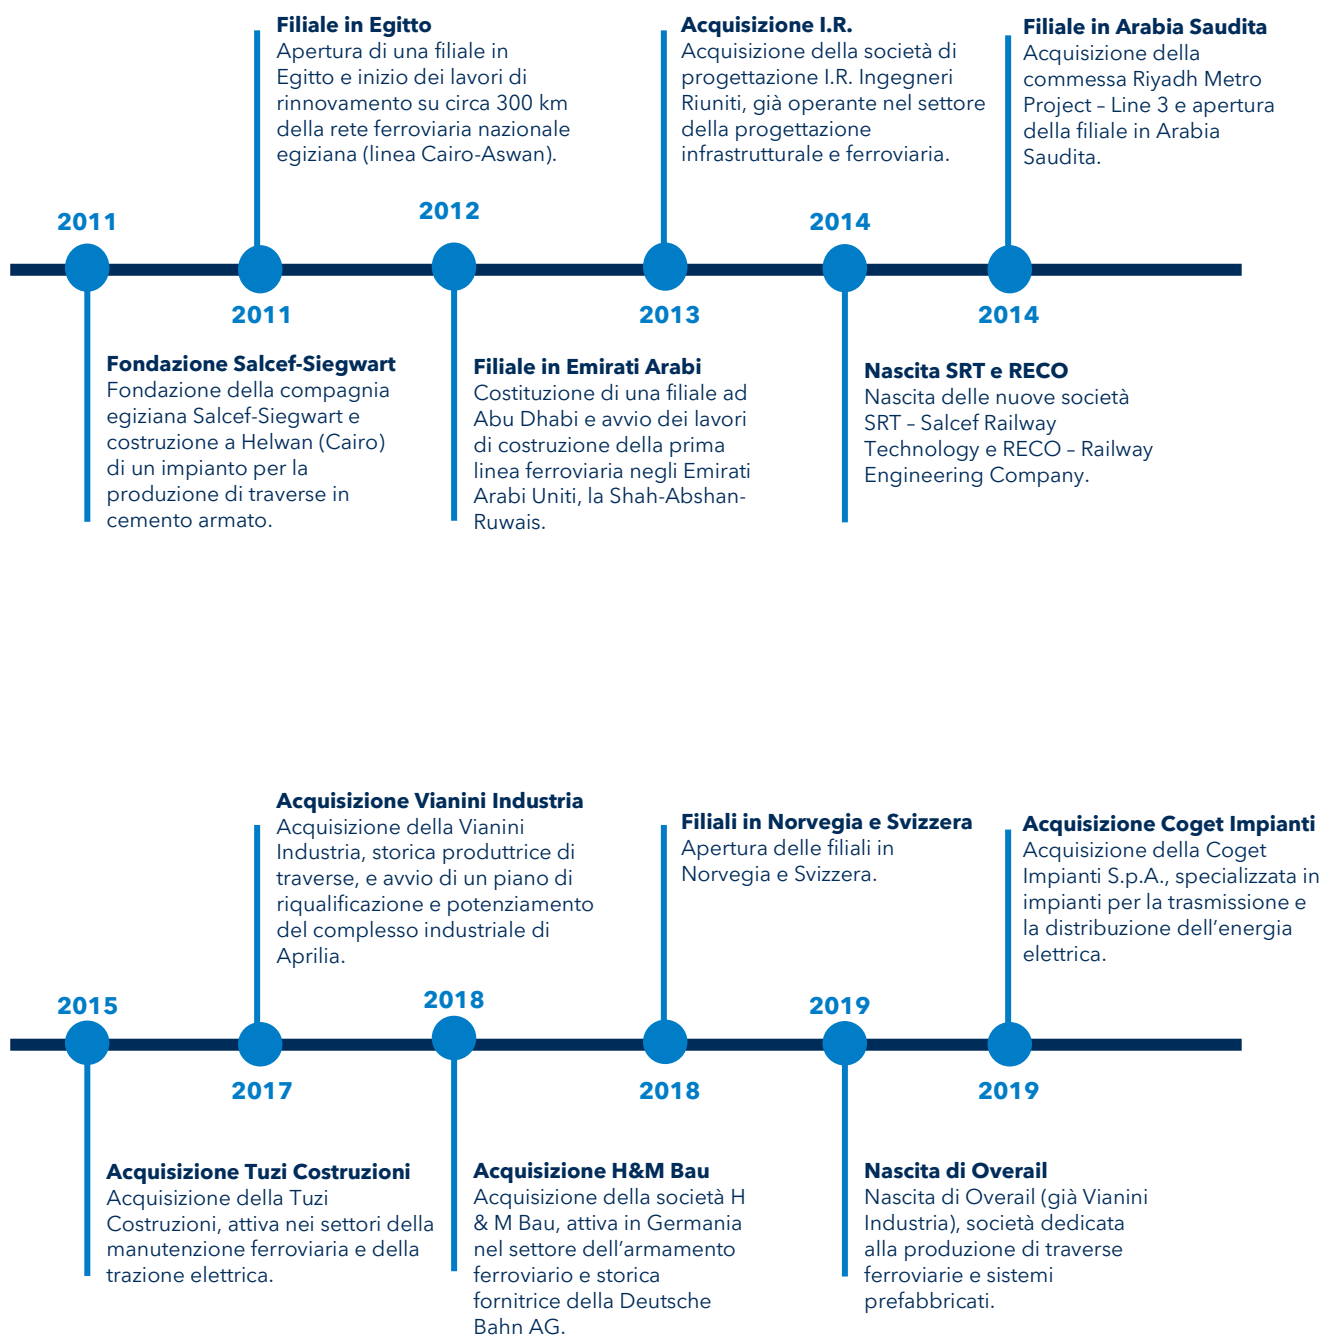 Filiale in Egitto
Apertura di una filiale in
Egitto e inizio dei lavori di
rinnovamento su circa 300 km
della rete ferroviaria nazionale
egiziana (linea Cairo-Aswan).
Acquisizione I.R.
Acquisizione della società di
progettazione I.R. Ingegneri
Riuniti, già operante nel settore
della progettazione
infrastrutturale e ferroviaria.
Filiale in Arabia Saudita
Acquisizione della
commessa Riyadh Metro
Project – Line 3 e apertura
della filiale in Arabia
Saudita.
2011
2011
2012
2013
2014
2014
Fondazione Salcef-Siegwart
Fondazione della compagnia
egiziana Salcef-Siegwart e
costruzione a Helwan (Cairo)
di un impianto per la
produzione di traverse in
cemento armato.
Filiale in Emirati Arabi
Costituzione di una filiale ad
Abu Dhabi e avvio dei lavori
di costruzione della prima
linea ferroviaria negli Emirati
Arabi Uniti, la Shah-Abshan-
Ruwais.
Nascita SRT e RECO
Nascita delle nuove società
SRT – Salcef Railway
Technology e RECO – Railway
Engineering Company.
Acquisizione Vianini Industria
Acquisizione della Vianini
Industria, storica produttrice di
traverse, e avvio di un piano di
riqualificazione e potenziamento
del complesso industriale di
Aprilia.
Filiali in Norvegia e Svizzera
Apertura delle filiali in
Norvegia e Svizzera.
Acquisizione Coget Impianti
Acquisizione della Coget
Impianti S.p.A., specializzata in
impianti per la trasmissione e
la distribuzione dell’energia
elettrica.
2015
2017
2018
2018
2019
2019
Acquisizione Tuzi Costruzioni
Acquisizione della Tuzi
Costruzioni, attiva nei settori della
manutenzione ferroviaria e della
trazione elettrica.
Acquisizione H&M Bau
Acquisizione della società H
& M Bau, attiva in Germania
nel settore dell’armamento
ferroviario e storica
fornitrice della Deutsche
Bahn AG.
Nascita di Overail
Nascita di Overail (già Vianini
Industria), società dedicata
alla produzione di traverse
ferroviarie e sistemi
prefabbricati.